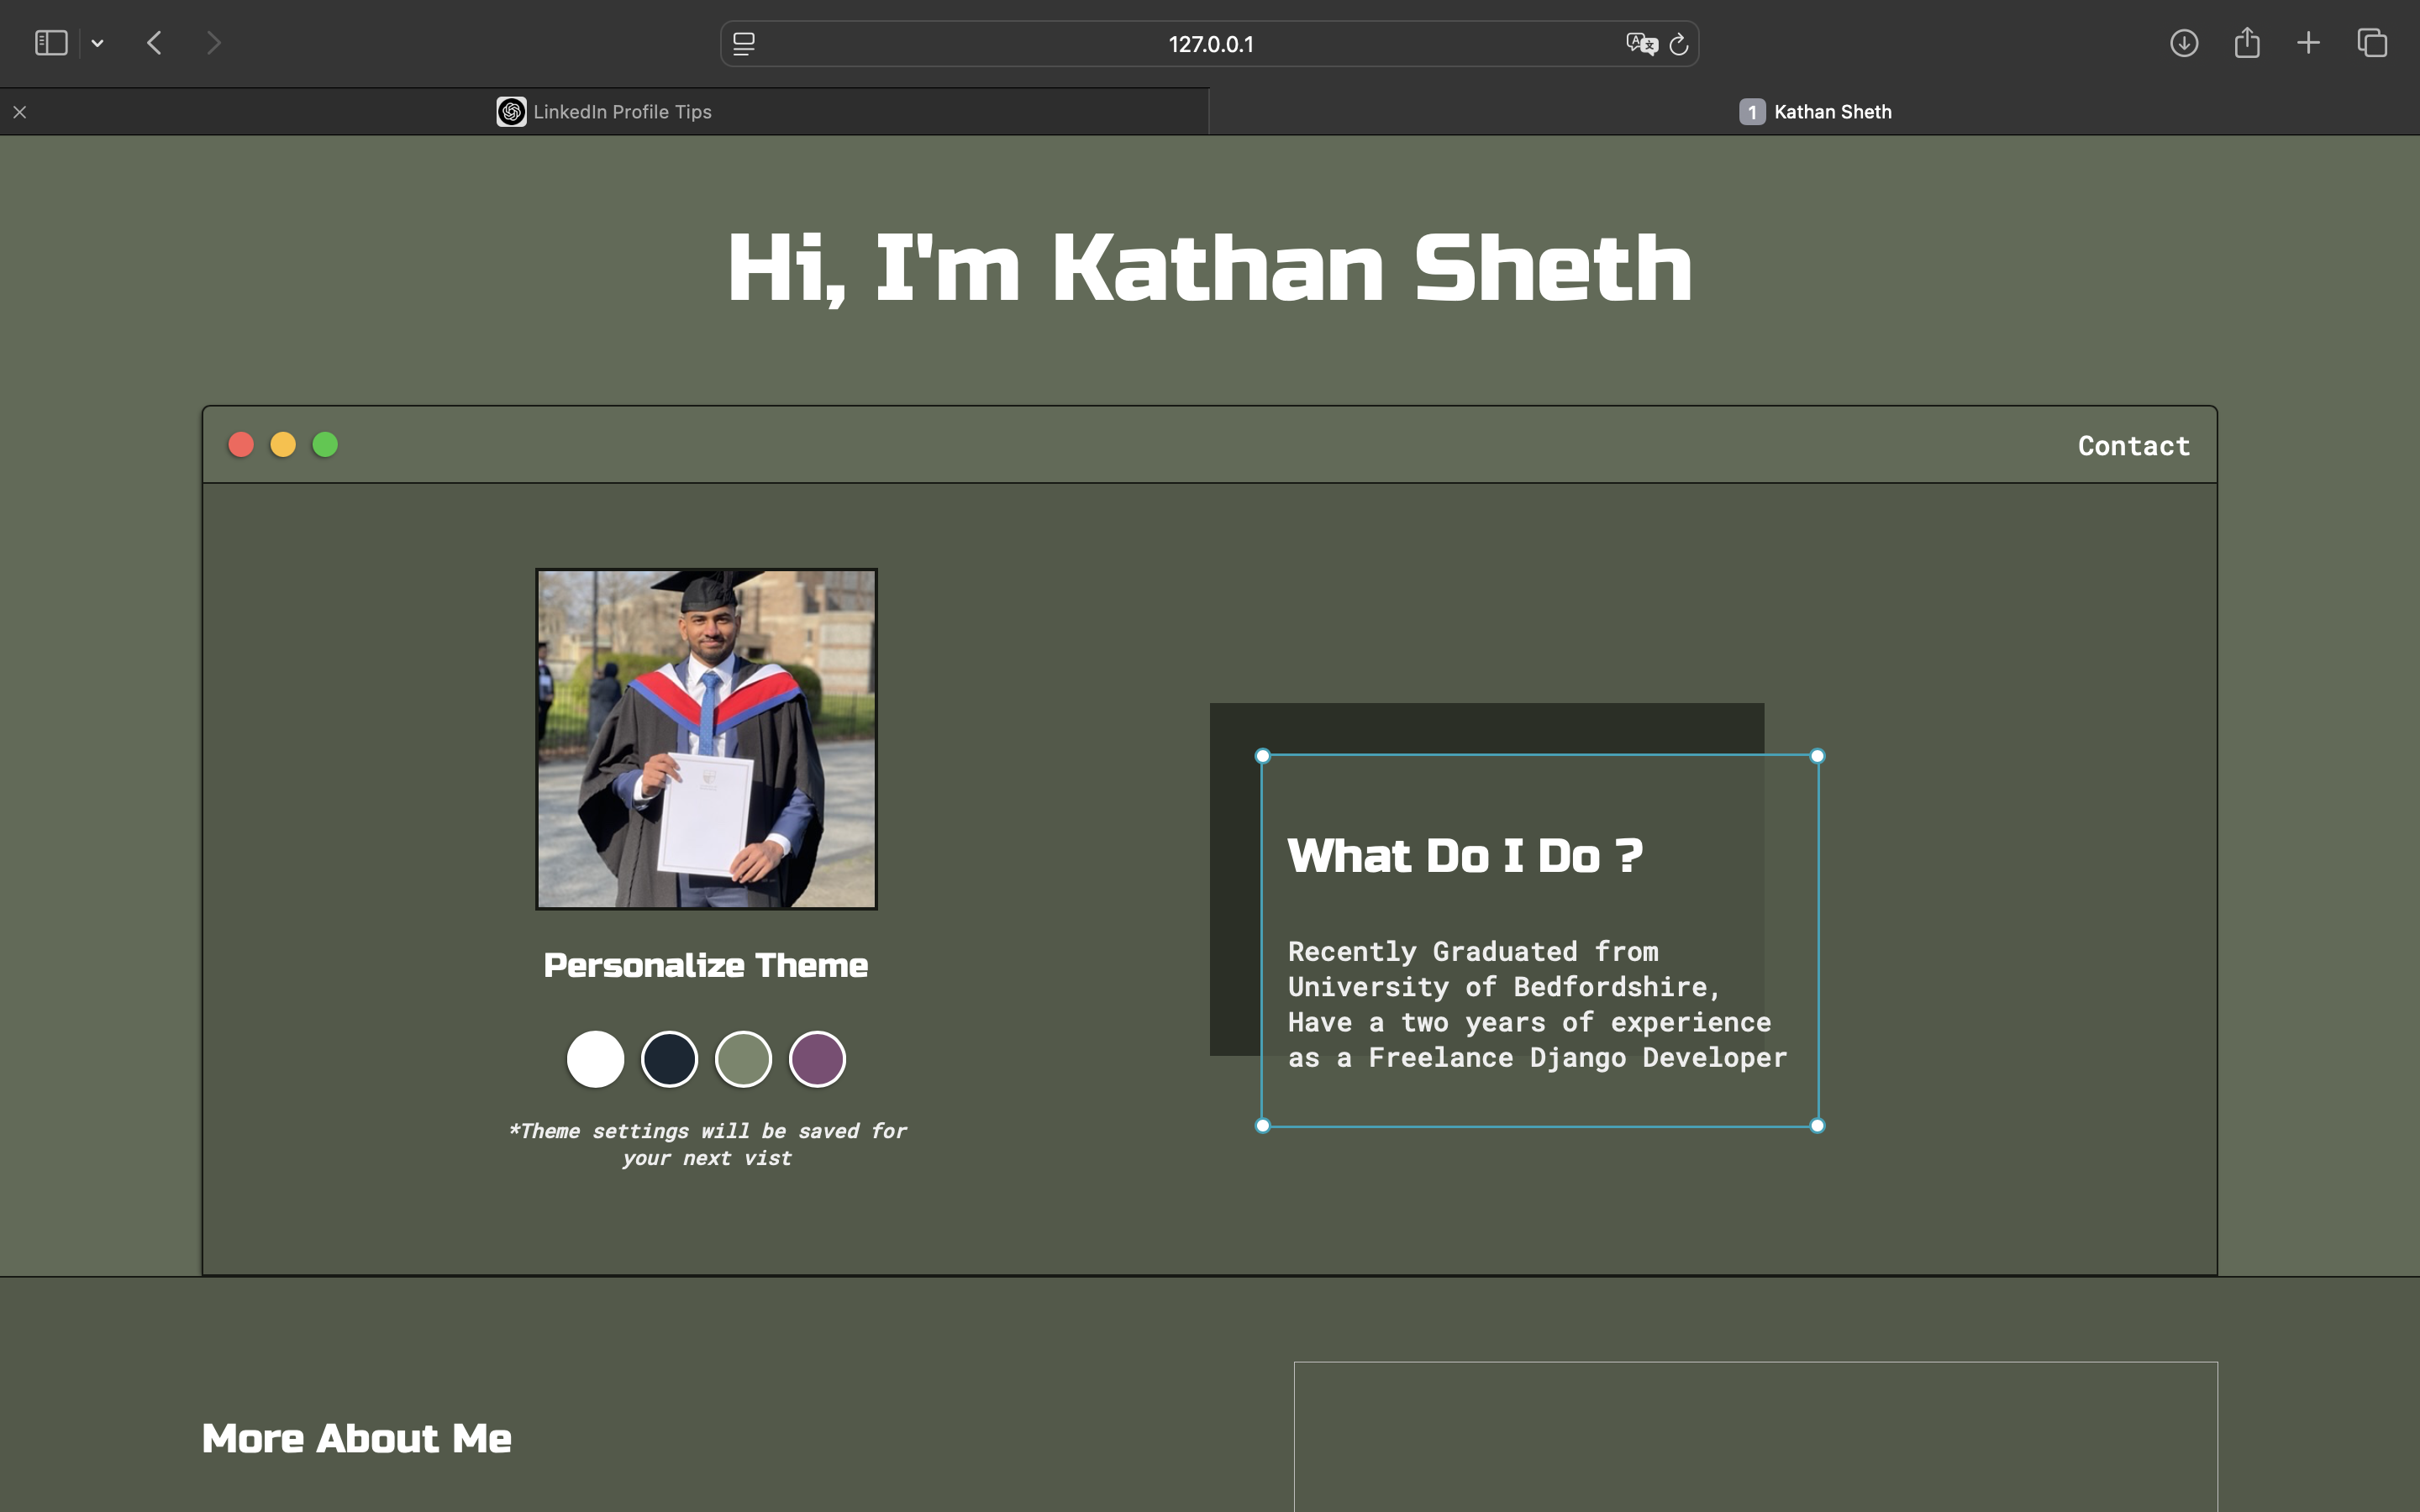 127.0.0.1
LinkedIn Profile Tips
1 Kathan Sheth
Hi, I'm Kathan Sheth
Contact
Personalize Theme
*Theme settings will be saved for
your next vist
What Do I Do ?
Recently Graduated from
University of Bedfordshire,
Have a two years of experience
as a Freelance Django Developer
More About Me